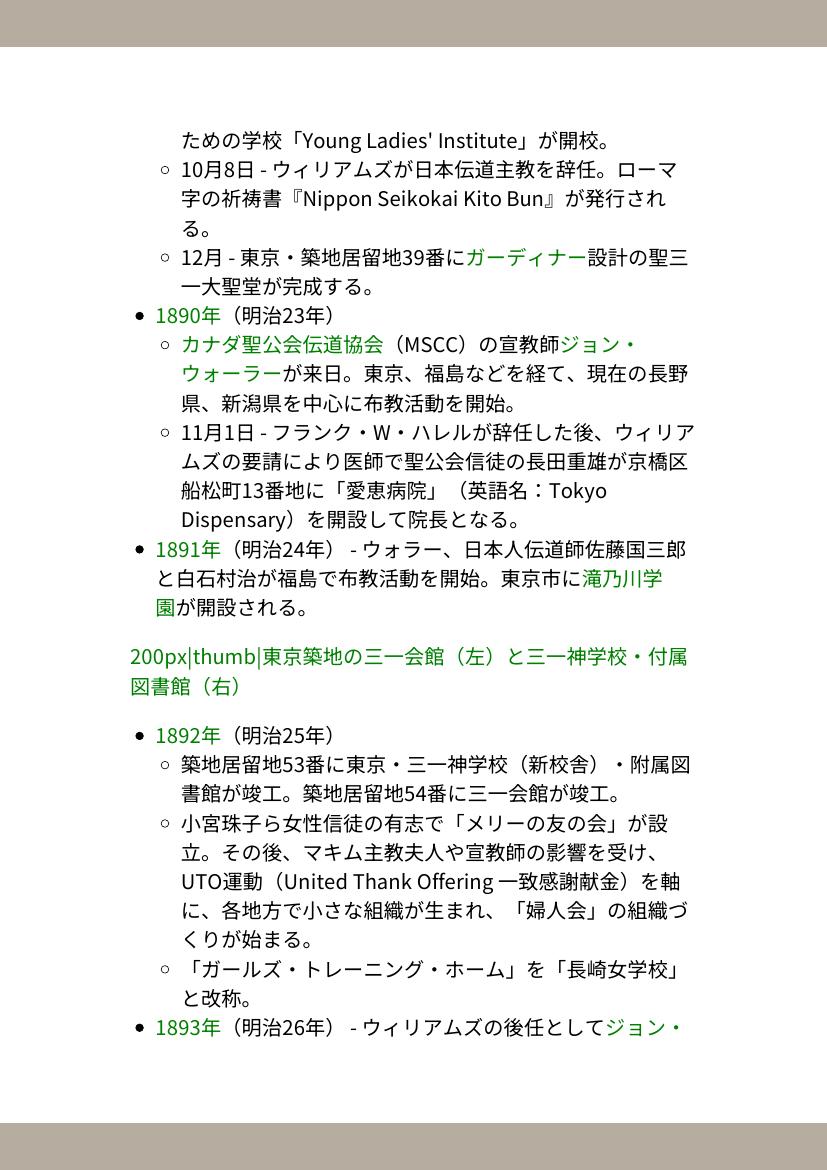 ための学校「Young Ladies' Institute」が開校。
10月8日 - ウィリアムズが日本伝道主教を辞任。ローマ
字の祈祷書『Nippon Seikokai Kito Bun』が発行され
る。
12月 - 東京・築地居留地39番にガーディナー設計の聖三
一大聖堂が完成する。
1890年（明治23年）
カナダ聖公会伝道協会（MSCC）の宣教師ジョン・
ウォーラーが来日。東京、福島などを経て、現在の長野
県、新潟県を中心に布教活動を開始。
11月1日 - フランク・W・ハレルが辞任した後、ウィリア
ムズの要請により医師で聖公会信徒の長田重雄が京橋区
船松町13番地に「愛恵病院」（英語名：Tokyo
Dispensary）を開設して院長となる。
1891年（明治24年） - ウォラー、日本人伝道師佐藤国三郎
と白石村治が福島で布教活動を開始。東京市に滝乃川学
園が開設される。
200px|thumb|東京築地の三一会館（左）と三一神学校・付属
図書館（右）
1892年（明治25年）
築地居留地53番に東京・三一神学校（新校舎）・附属図
書館が竣工。築地居留地54番に三一会館が竣工。
小宮珠子ら女性信徒の有志で「メリーの友の会」が設
立。その後、マキム主教夫人や宣教師の影響を受け、
UTO運動（United Thank Offering 一致感謝献金）を軸
に、各地方で小さな組織が生まれ、「婦人会」の組織づ
くりが始まる。
「ガールズ・トレーニング・ホーム」を「長崎女学校」
と改称。
1893年（明治26年） - ウィリアムズの後任としてジョン・